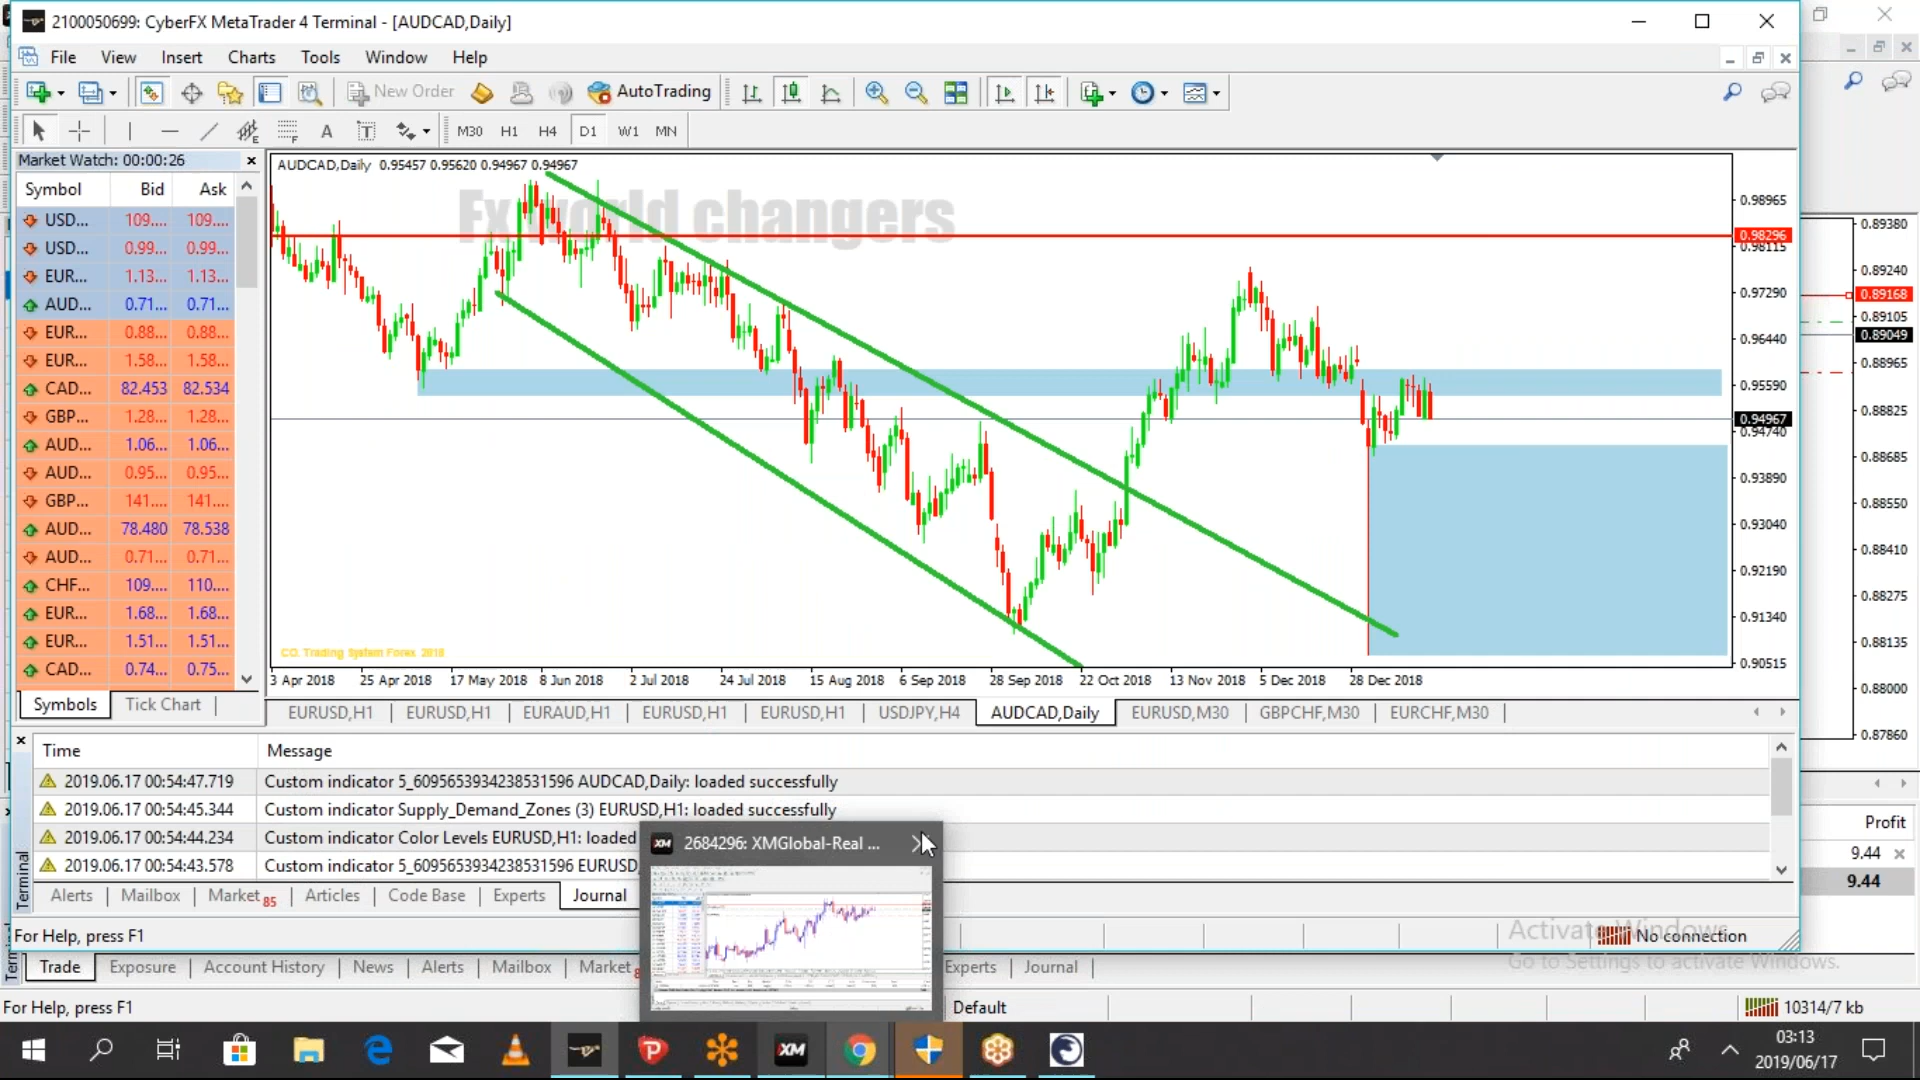 2100050699: CyberFX MetaTrader 4 Terminal - [AUDCAD,Daily]
File View Insert Charts Tools Window Help
New Order AutoTrading
M30 H1 H4 D1 W1 MN
Market Watch: 00:00:26
Symbol Bid Ask
USD... 109.... 109....
USD... 0.99... 0.99...
EUR... 1.13... 1.13...
AUD... 0.71... 0.71...
EUR... 0.88... 0.88...
EUR... 1.58... 1.58...
CAD... 82.453 82.534
GBP... 1.28... 1.28...
AUD... 1.06... 1.06...
AUD... 0.95... 0.95...
GBP... 141.... 141....
AUD... 78.480 78.538
AUD... 0.71... 0.71...
CHF... 109.... 110....
EUR... 1.68... 1.68...
EUR... 1.51... 1.51...
CAD... 0.74... 0.75...
Symbols Tick Chart
AUDCAD,Daily 0.95457 0.95620 0.94967 0.94967
Fx world changers
CO. Trading System Forex 2018
0.98965
0.98296
0.98115
0.97290
0.96440
0.95590
0.94967
0.94740
0.93890
0.93040
0.92190
0.91340
0.90515
3 Apr 2018 25 Apr 2018 17 May 2018 8 Jun 2018 2 Jul 2018 24 Jul 2018 15 Aug 2018 6 Sep 2018 28 Sep 2018 22 Oct 2018 13 Nov 2018 5 Dec 2018 28 Dec 2018
EURUSD,H1 EURUSD,H1 EURAUD,H1 EURUSD,H1 EURUSD,H1 USDJPY,H4 AUDCAD,Daily EURUSD,M30 GBPCHF,M30 EURCHF,M30
0.89380
0.89240
0.89168
0.89105
0.89049
0.88965
0.88825
0.88685
0.88550
0.88410
0.88275
0.88135
0.88000
0.87860
Time Message
2019.06.17 00:54:47.719 Custom indicator 5_6095653934238531596 AUDCAD,Daily: loaded successfully
2019.06.17 00:54:45.344 Custom indicator Supply_Demand_Zones (3) EURUSD,H1: loaded successfully
2019.06.17 00:54:44.234 Custom indicator Color Levels EURUSD,H1: loaded
2019.06.17 00:54:43.578 Custom indicator 5_6095653934238531596 EURUSD,
Terminal
Alerts Mailbox Market 85 Articles Code Base Experts Journal
XM 2684296: XMGlobal-Real ...
Profit
9.44
9.44
For Help, press F1
No connection
Activate Windows
Go to Settings to activate Windows.
Trade Exposure Account History News Alerts Mailbox Market Experts Journal
For Help, press F1 Default 10314/7 kb
XM
03:13
2019/06/17